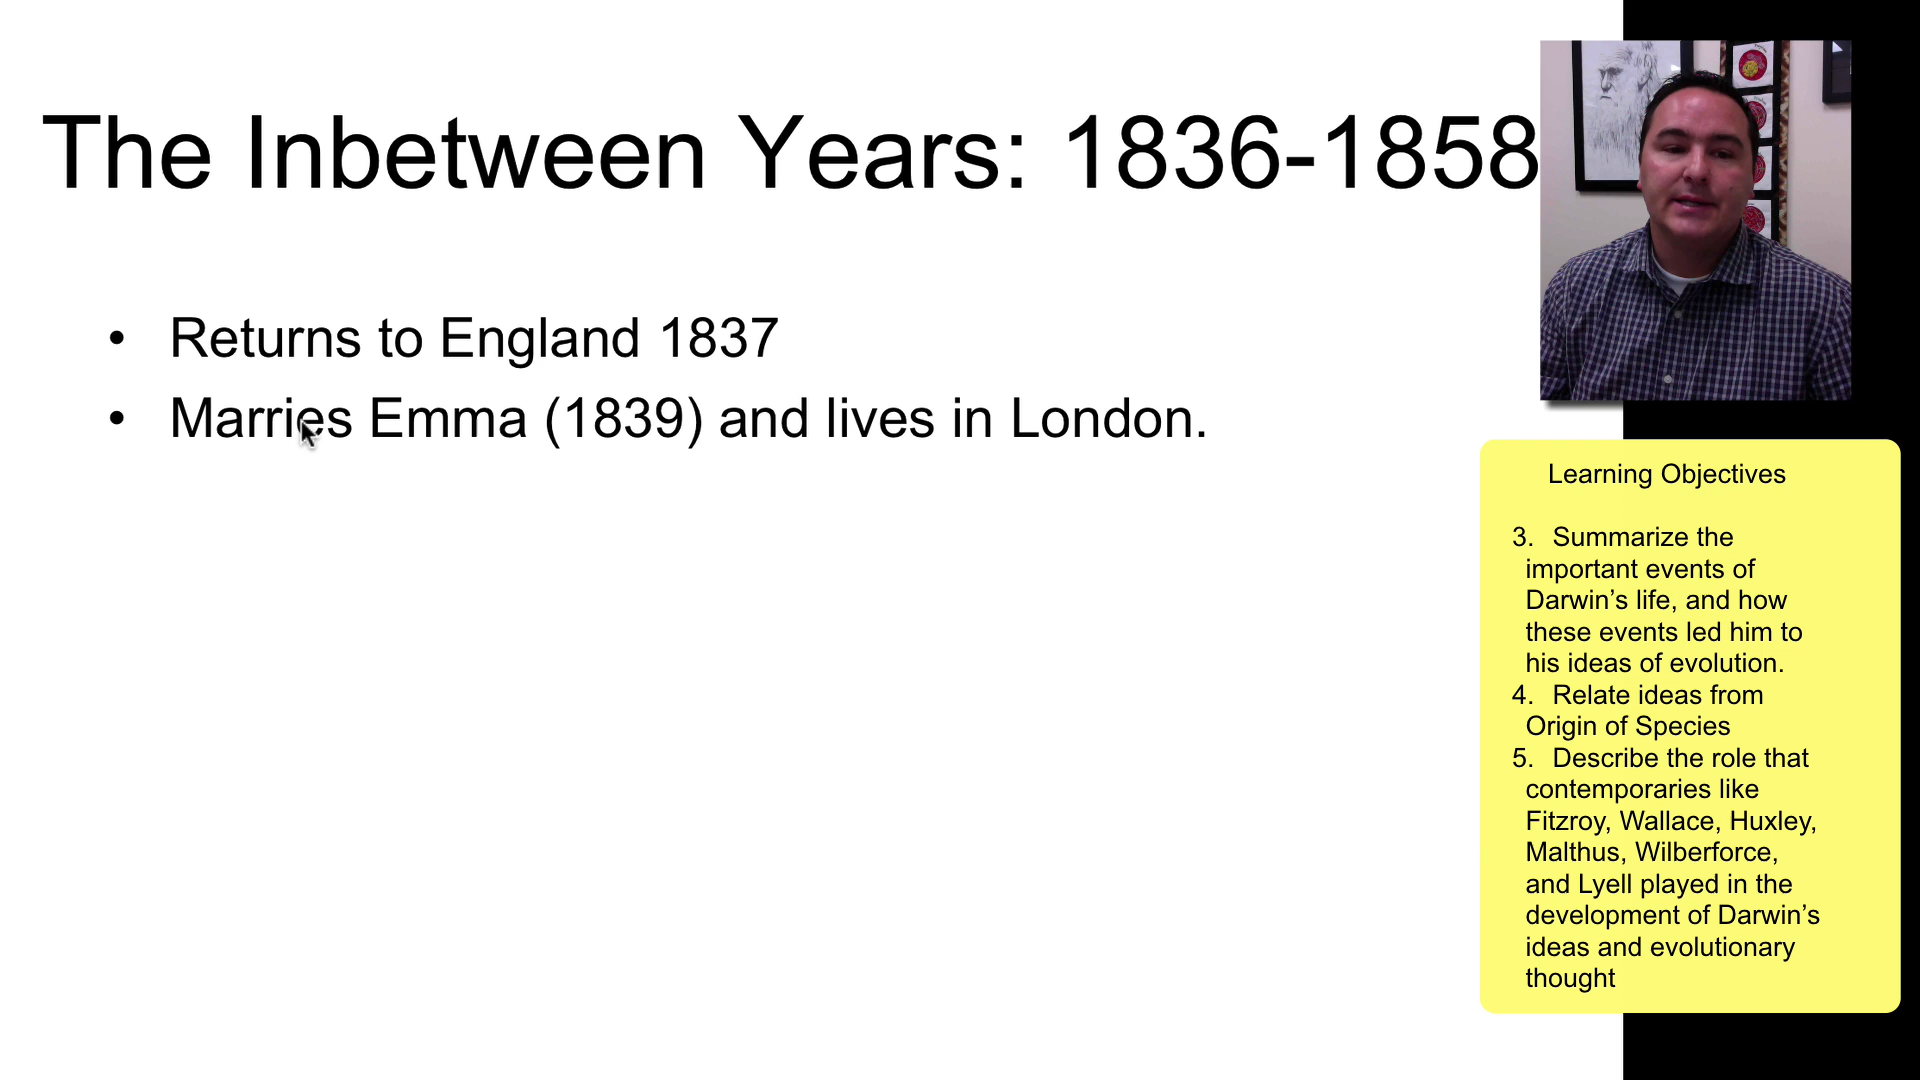 The Inbetween Years: 1836-1858
• Returns to England 1837
• Marries Emma (1839) and lives in London.
Learning Objectives
3. Summarize the
important events of
Darwin’s life, and how
these events led him to
his ideas of evolution.
4. Relate ideas from
Origin of Species
5. Describe the role that
contemporaries like
Fitzroy, Wallace, Huxley,
Malthus, Wilberforce,
and Lyell played in the
development of Darwin’s
ideas and evolutionary
thought